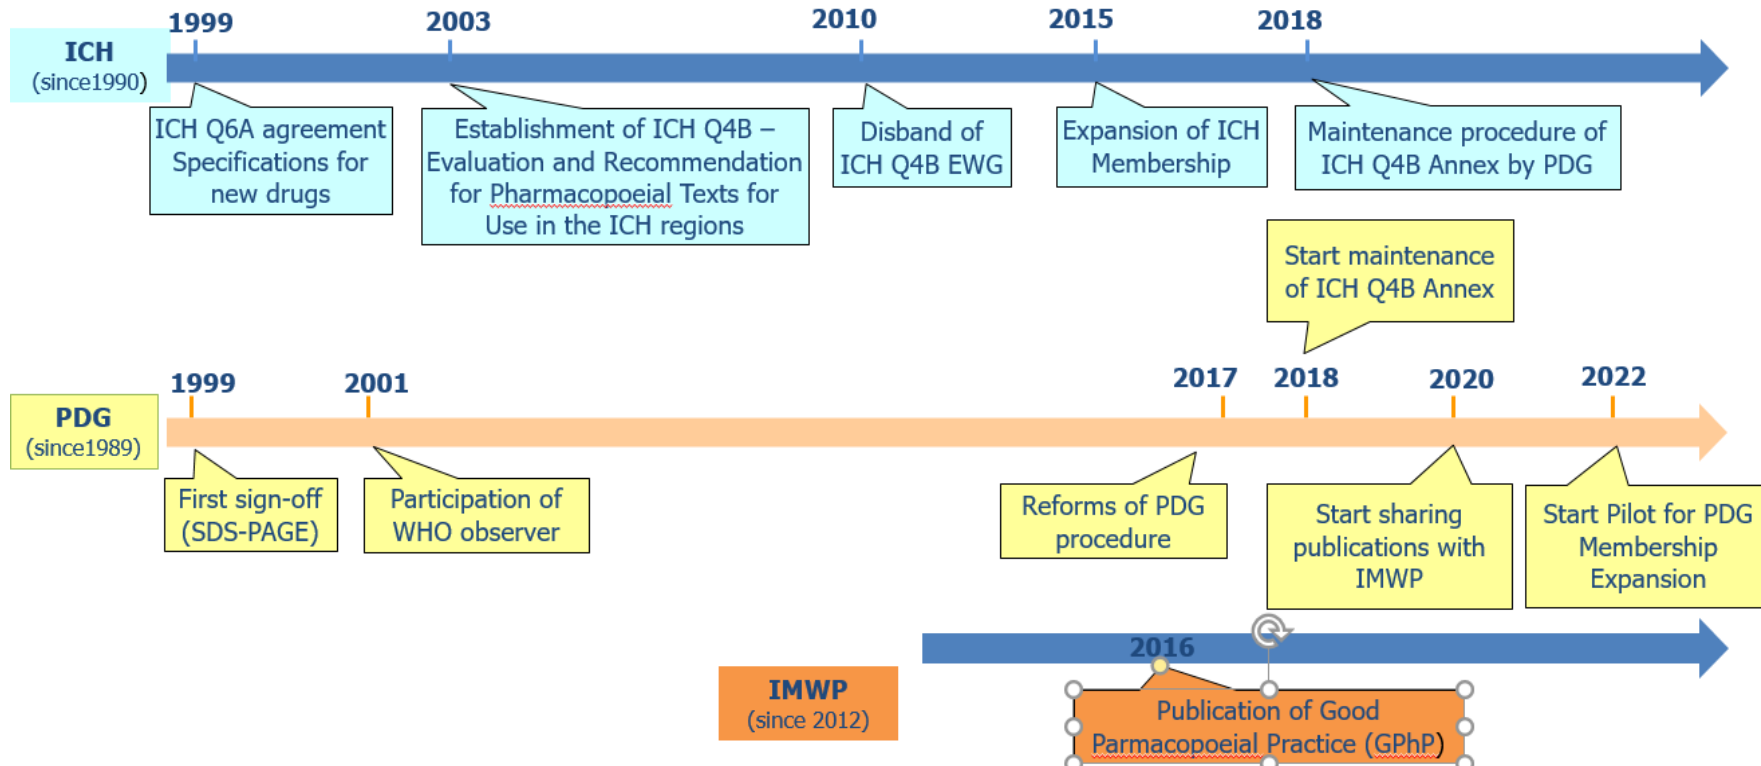 1999
2003
2010
2015
2018
ICH
(since1990)
ICH Q6A agreement
Specifications for
new drugs
Establishment of ICH Q4B –
Evaluation and Recommendation
for Pharmacopoeial Texts for
Use in the ICH regions
Disband of
ICH Q4B EWG
Expansion of ICH
Membership
Maintenance procedure of
ICH Q4B Annex by PDG
Start maintenance
of ICH Q4B Annex
1999
2001
2017
2018
2020
2022
PDG
(since1989)
First sign-off
(SDS-PAGE)
Participation of
WHO observer
Reforms of PDG
procedure
Start sharing
publications with
IMWP
Start Pilot for PDG
Membership
Expansion
2016
IMWP
(since 2012)
Publication of Good
Parmacopoeial Practice (GPhP)